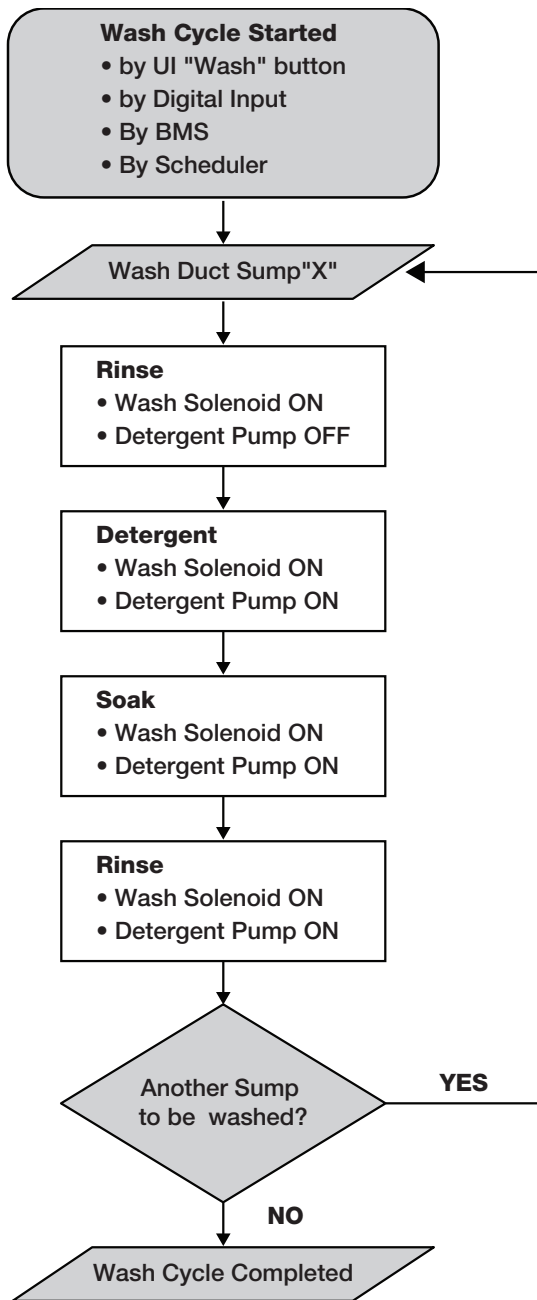 Wash Cycle Started
• by UI "Wash" button
• by Digital Input
• By BMS
• By Scheduler
Wash Duct Sump"X"
Rinse
• Wash Solenoid ON
• Detergent Pump OFF
Detergent
• Wash Solenoid ON
• Detergent Pump ON
Soak
• Wash Solenoid ON
• Detergent Pump ON
Rinse
• Wash Solenoid ON
• Detergent Pump ON
Another Sump
to be washed?
YES
NO
Wash Cycle Completed